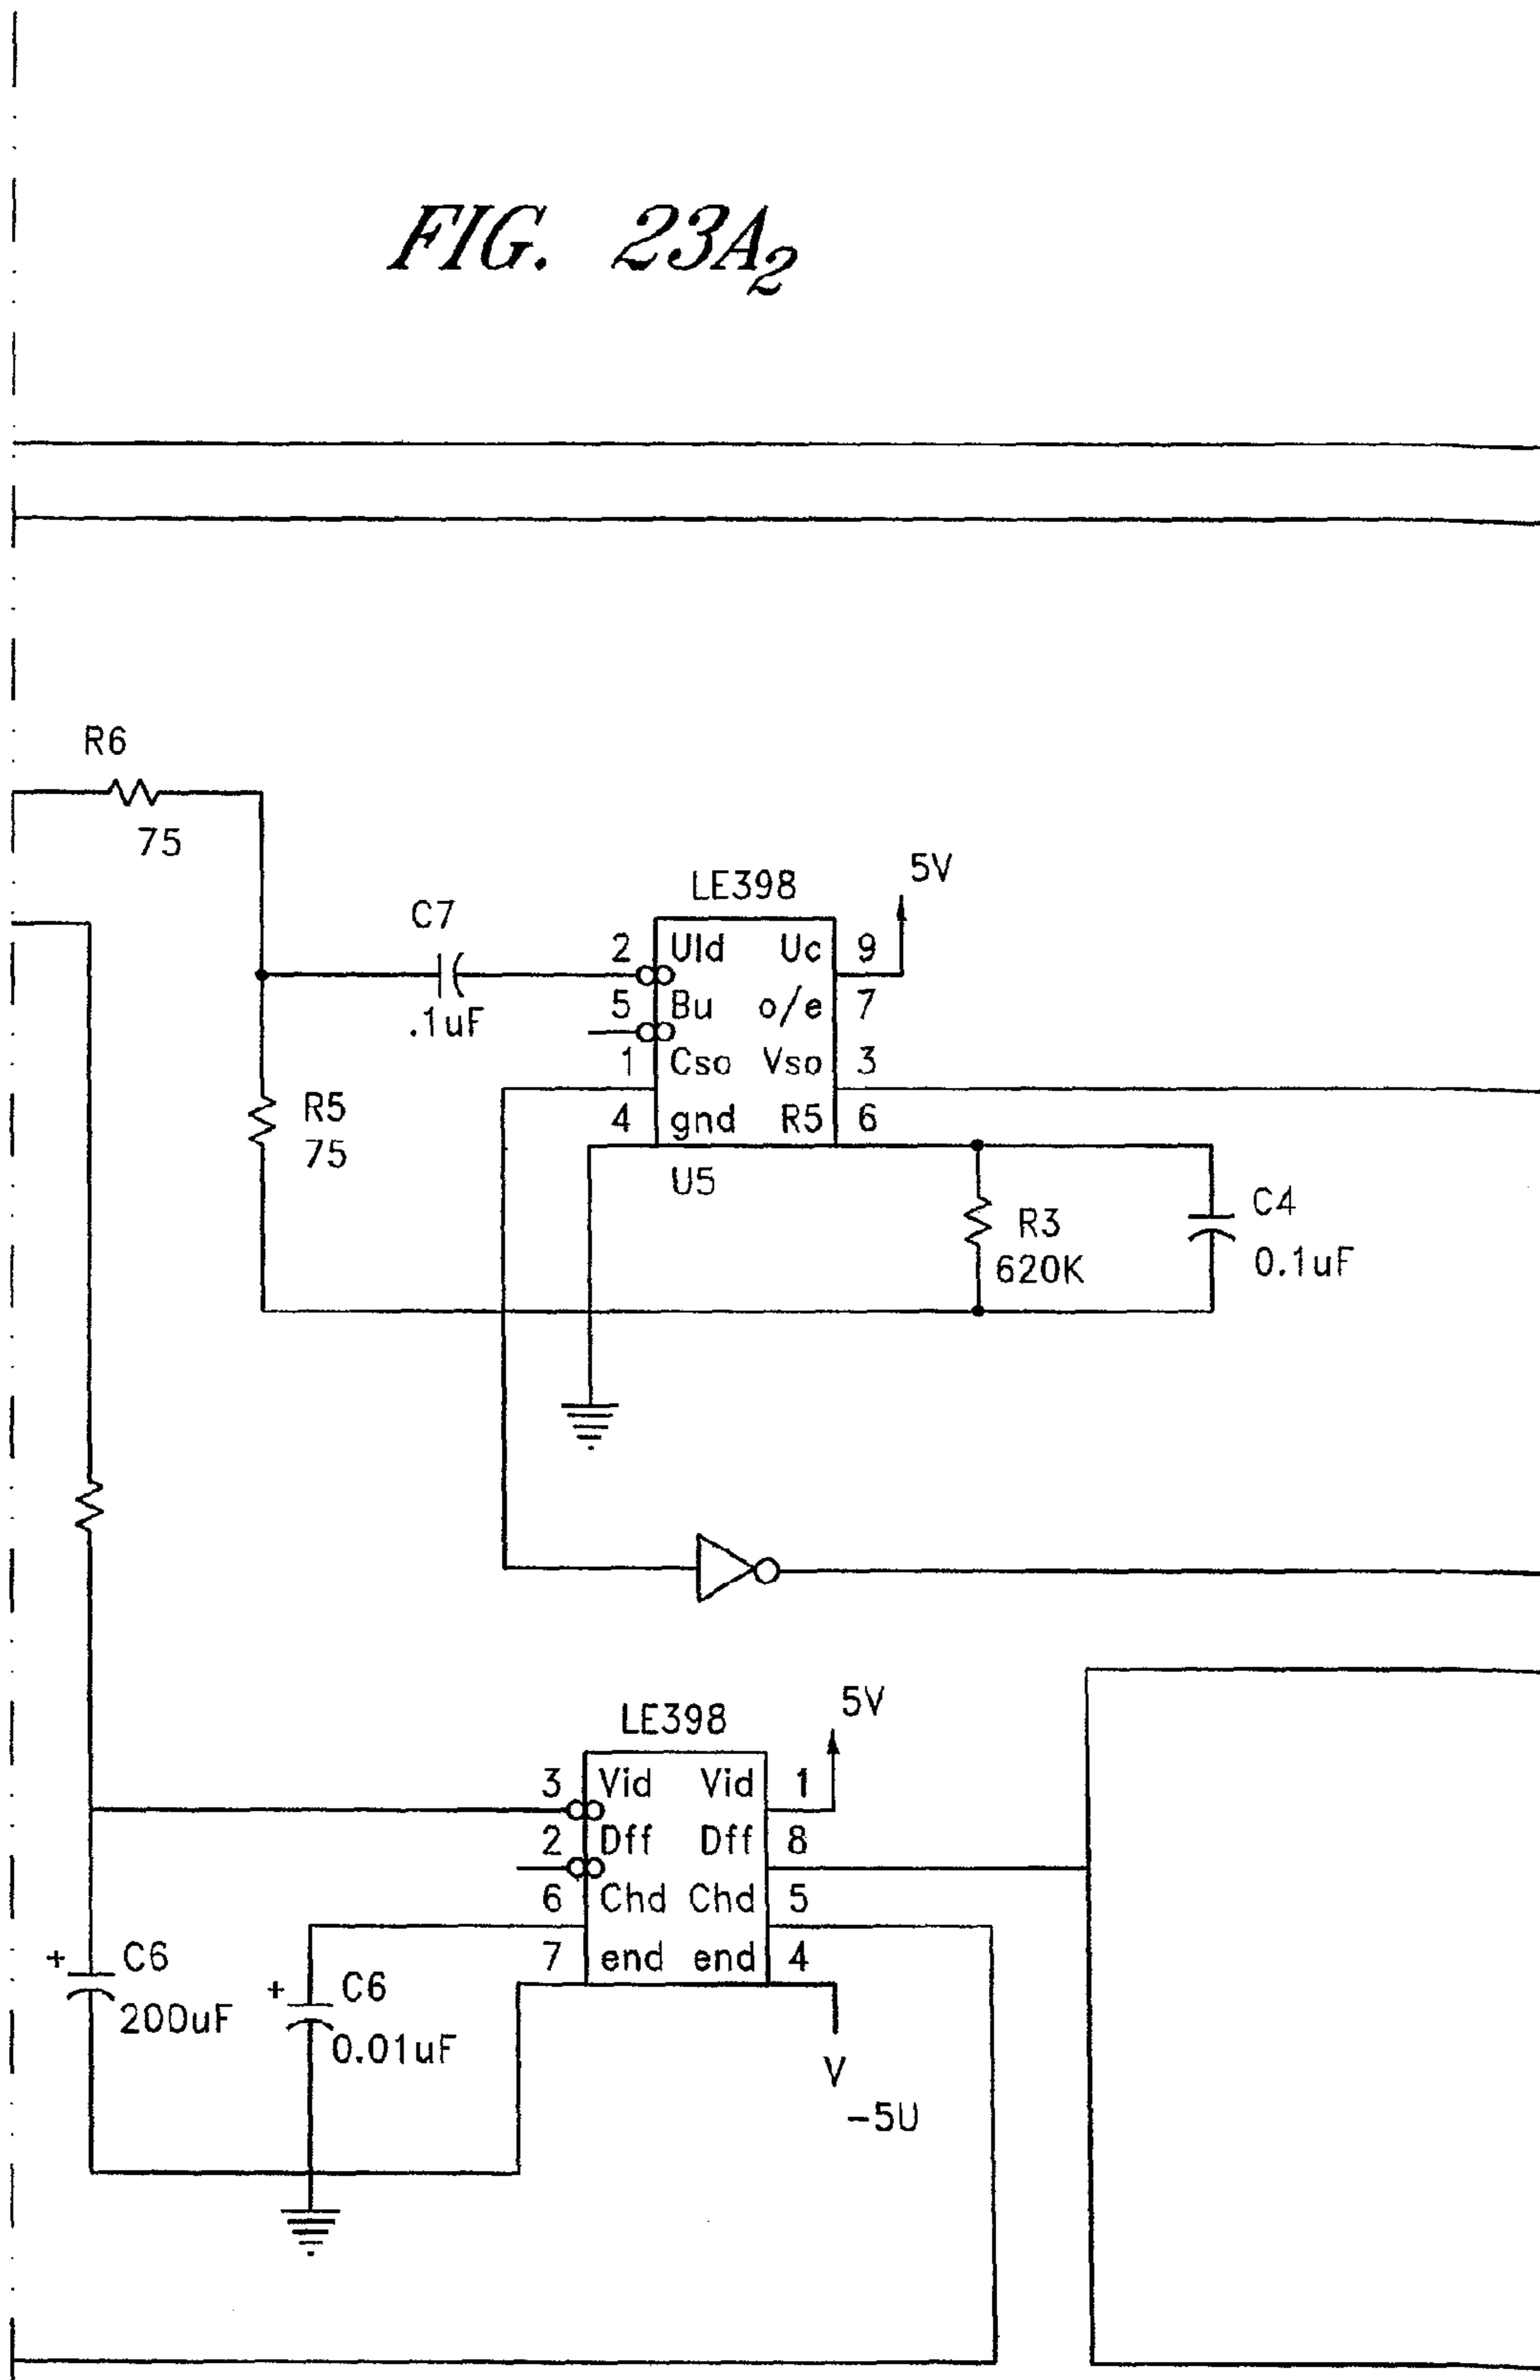 FIG. 23A2
R6
75
C7
.1uF
R5
75
LE398
5V
2 Uld Uc 9
5 Bu o/e 7
1 Cso Vso 3
4 gnd R5 6
U5
R3
620K
C4
0.1uF
LE398
5V
3 Vid Vid 1
2 Dff Dff 8
6 Chd Chd 5
7 end end 4
+ C6
200uF
+ C6
0.01uF
V
-5U